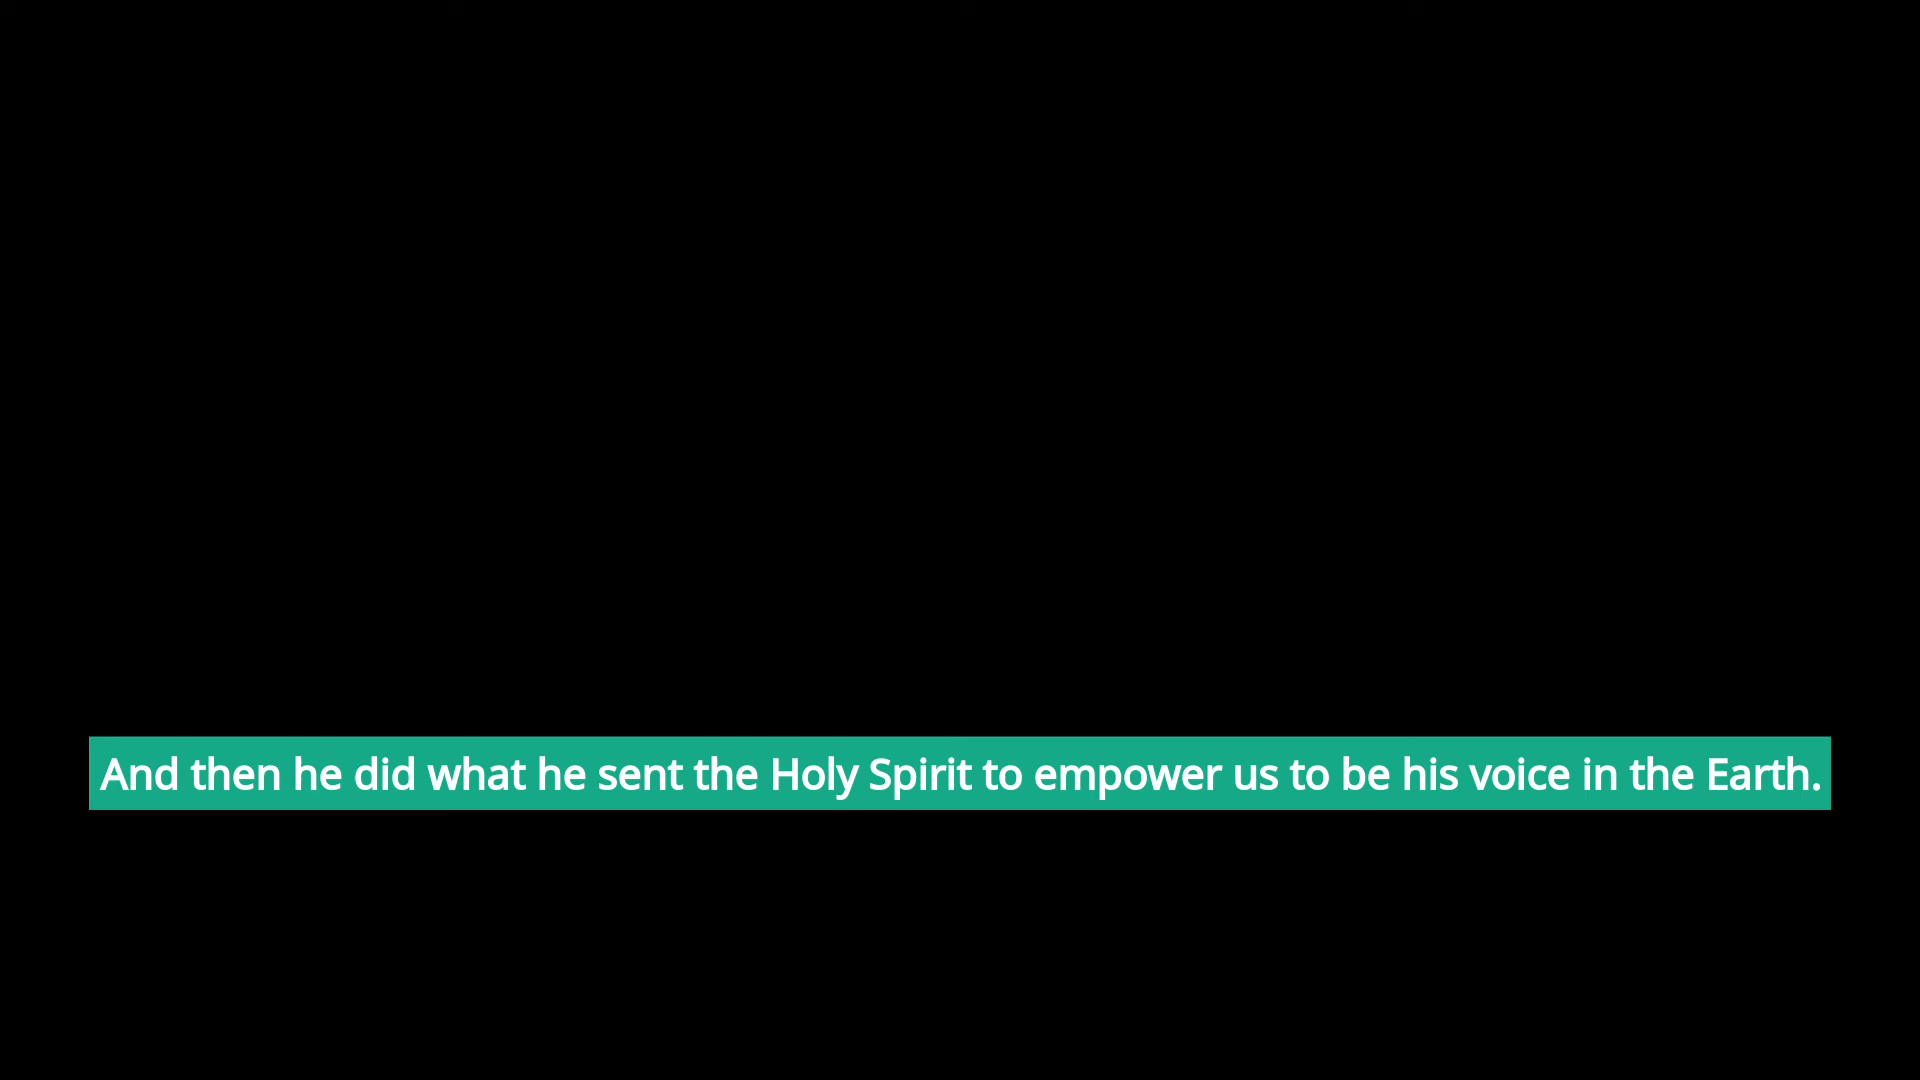 And then he did what he sent the Holy Spirit to empower us to be his voice in the Earth.